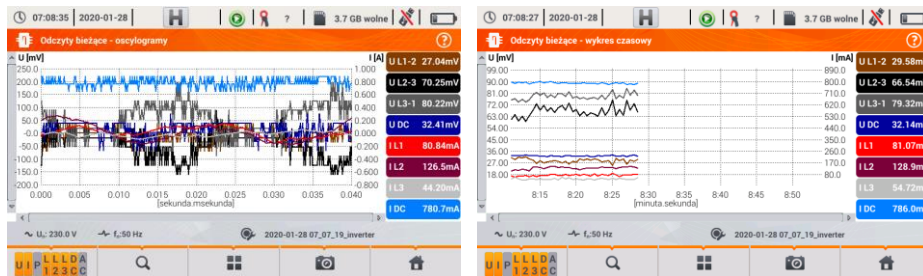 07:08:35 2020-01-28 H ? 3.7 GB wolne
Odczyty bieżące - oscylogramy ?
U [mV] I [A]
250.0 1.000
200.0 0.800
150.0 0.600
100.0 0.400
50.0 0.200
0.0 -0.000
-50.0 -0.200
-100.0 -0.400
-150.0 -0.600
-200.0 -0.800
0.000 0.005 0.010 0.015 0.020 0.025 0.030 0.035 0.040
[sekunda.msekunda]
U L1-2 27.04mV
U L2-3 70.25mV
U L3-1 80.22mV
U DC 32.41mV
I L1 80.84mA
I L2 126.5mA
I L3 44.20mA
I DC 780.7mA
Uₙ: 230.0 V fₙ:50 Hz 2020-01-28 07_07_19_inverter
U I P L L L D A
1 2 3 C C
07:08:27 2020-01-28 H ? 3.7 GB wolne
Odczyty bieżące - wykres czasowy ?
U [mV] I [mA]
99.00 890.0
90.00 800.0
81.00 710.0
72.00 620.0
63.00 530.0
54.00 440.0
45.00 350.0
36.00 260.0
27.00 170.0
18.00 80.0
8:15 8:20 8:25 8:30 8:35 8:40 8:45 8:50
[minuta.sekunda]
U L1-2 29.58m
U L2-3 66.54m
U L3-1 79.32m
U DC 32.14m
I L1 81.07m
I L2 128.9m
I L3 54.72m
I DC 786.0m
Uₙ: 230.0 V fₙ:50 Hz 2020-01-28 07_07_19_inverter
U I P L L L D A
1 2 3 C C